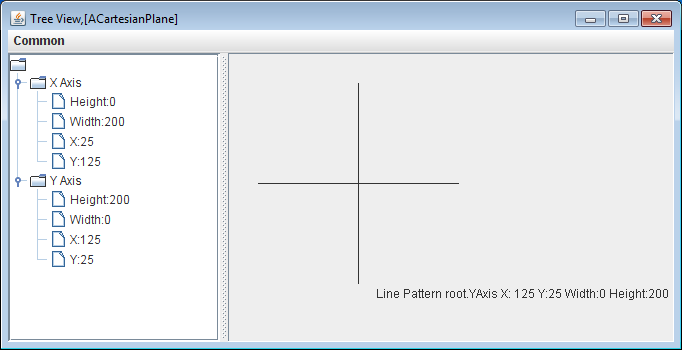 Tree View,[ACartesianPlane]
Common
X Axis
Height:0
Width:200
X:25
Y:125
Y Axis
Height:200
Width:0
X:125
Y:25
Line Pattern root.YAxis X: 125 Y:25 Width:0 Height:200